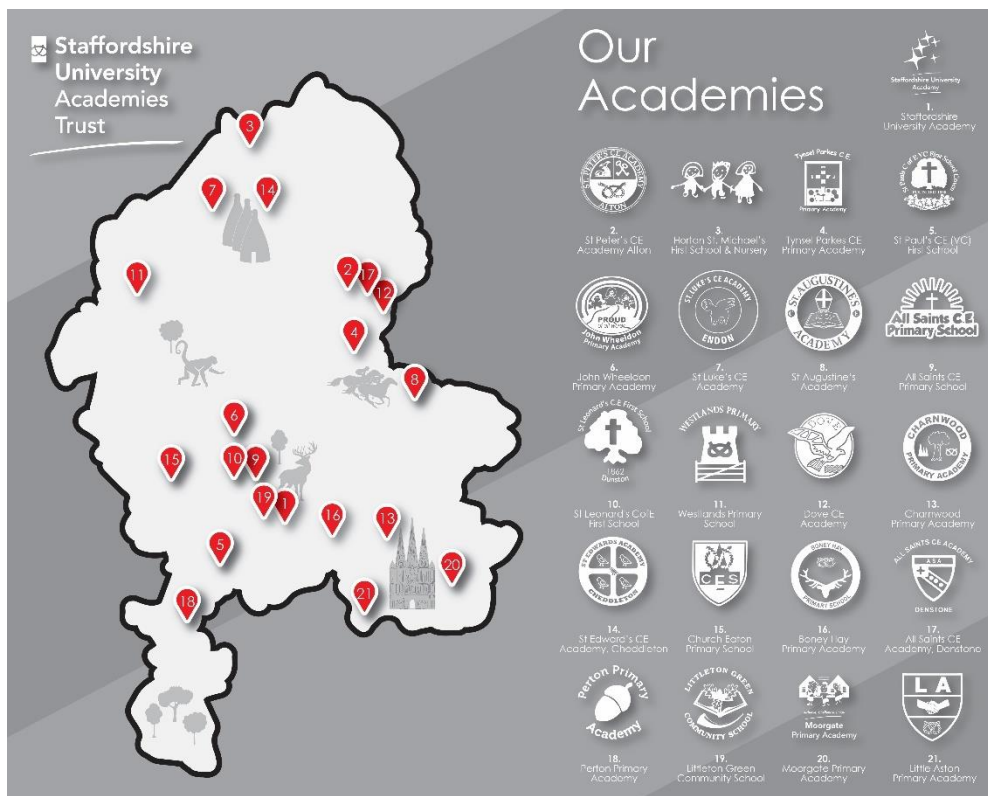 Staffordshire
University
Academies
Trust
3
7
14
11
2
17
12
4
8
6
15
10
9
19
1
16
13
5
20
21
18
Our
Academies
Staffordshire University
Academy
1.
Staffordshire
University Academy
ST PETER'S CE ACADEMY
ALTON
2.
St Peter's CE
Academy Alton
3.
Horton St. Michael's
First School & Nursery
Tynsel Parkes C.E.
Primary Academy
4.
Tynsel Parkes CE
Primary Academy
5.
St Paul's CE (VC)
First School
PROUD
John Wheeldon
Primary Academy
6.
John Wheeldon
Primary Academy
ST. LUKE'S CE ACADEMY
ENDON
7.
St Luke's CE
Academy
ST AUGUSTINE'S
ACADEMY
8.
St Augustine's
Academy
All Saints C.E.
Primary School
9.
All Saints CE
Primary School
St Leonard's C.E First School
1862
Dunston
10.
St Leonard's CofE
First School
WESTLANDS PRIMARY
11.
Westlands Primary
School
DOVE
12.
Dove CE
Academy
CHARNWOOD
PRIMARY ACADEMY
13.
Charnwood
Primary Academy
ST EDWARDS ACADEMY
CHEDDLETON
14.
St Edward's CE
Academy, Cheddleton
CES
15.
Church Eaton
Primary School
BONEY HAY
PRIMARY SCHOOL
16.
Boney Hay
Primary Academy
ALL SAINTS CE ACADEMY
ASA
DENSTONE
17.
All Saints CE
Academy, Denstone
Perton Primary
Academy
18.
Perton Primary
Academy
LITTLETON GREEN
COMMUNITY SCHOOL
19.
Littleton Green
Community School
Moorgate
Primary Academy
20.
Moorgate Primary
Academy
L A
21.
Little Aston
Primary Academy